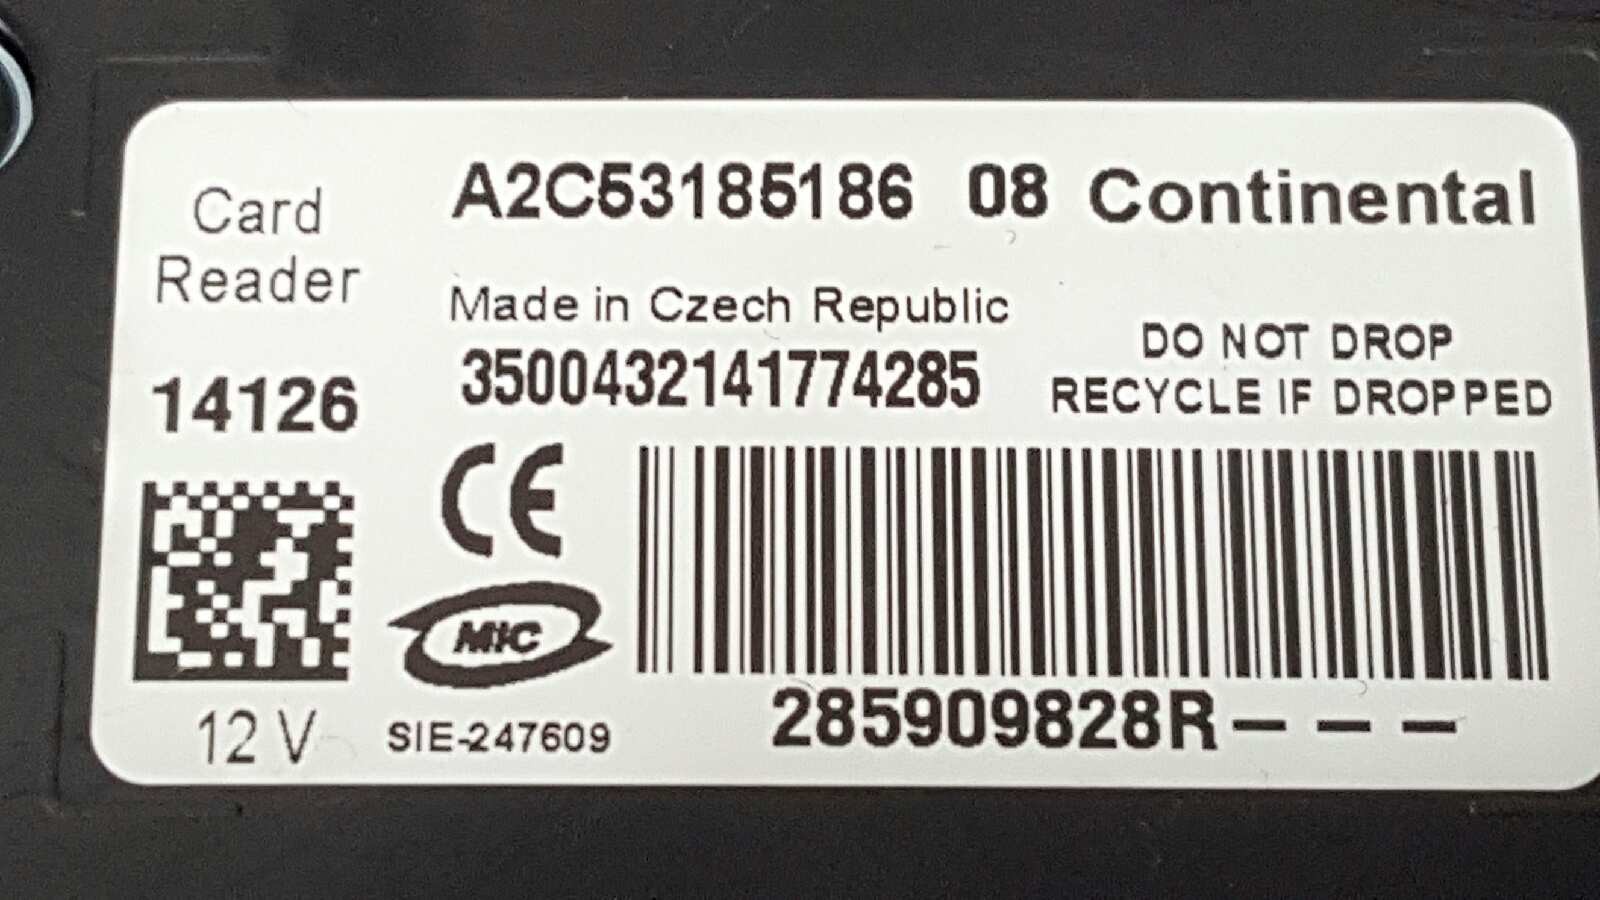 Card
Reader
14126
12 V
A2C53185186 08 Continental
Made in Czech Republic
3500432141774285
DO NOT DROP
RECYCLE IF DROPPED
CE
MIC
SIE-247609
285909828R– – –